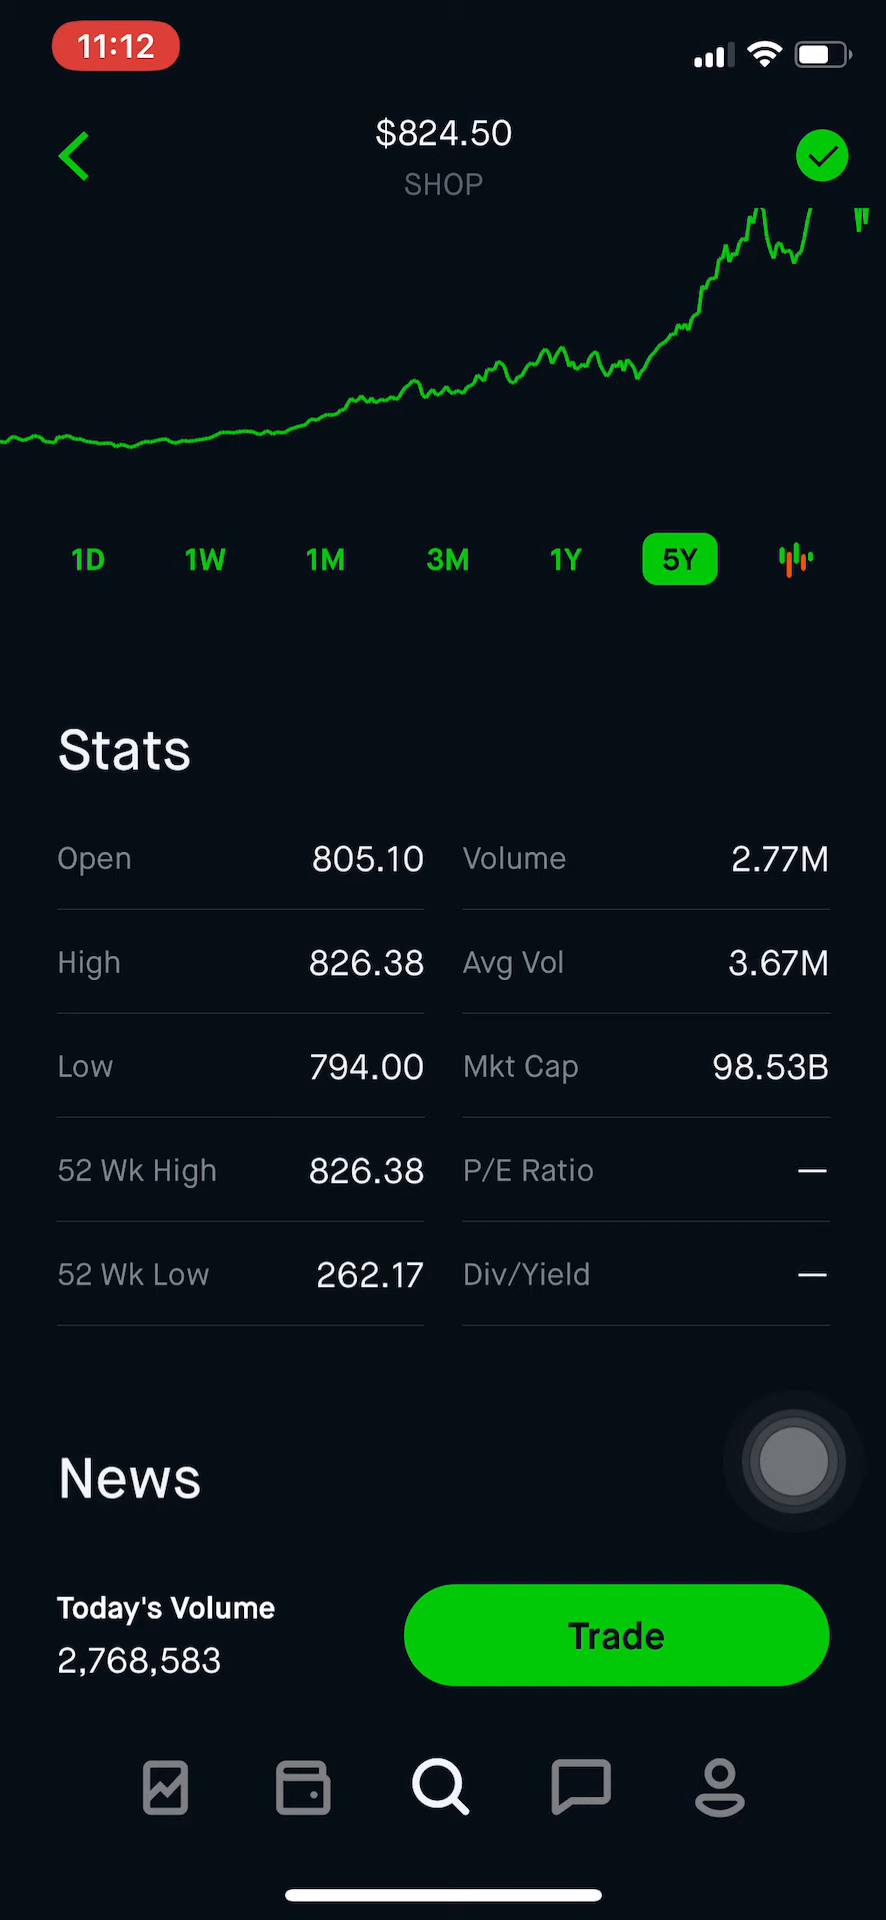 11:12
$824.50
SHOP
1D 1W 1M 3M 1Y 5Y
Stats
Open 805.10 Volume 2.77M
High 826.38 Avg Vol 3.67M
Low 794.00 Mkt Cap 98.53B
52 Wk High 826.38 P/E Ratio —
52 Wk Low 262.17 Div/Yield —
News
Today's Volume
2,768,583
Trade